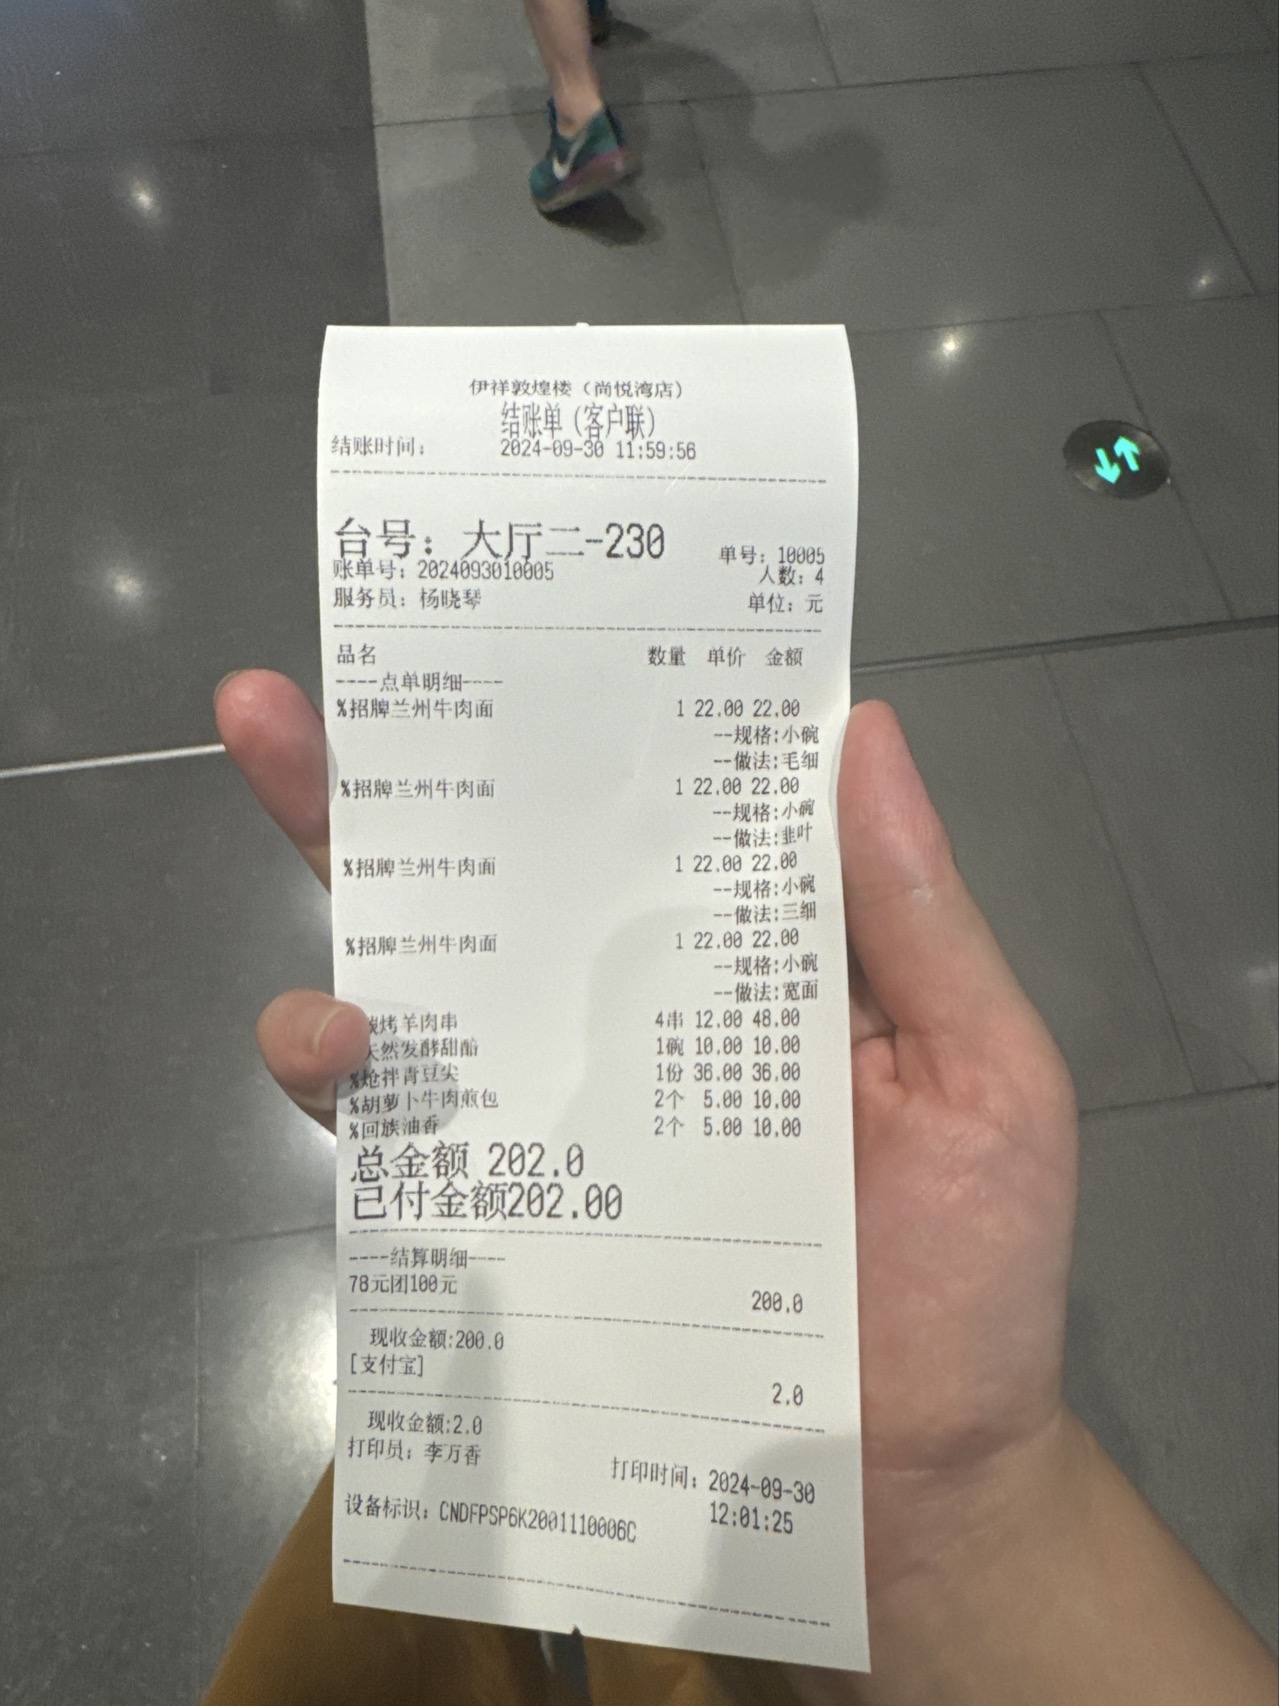 伊祥敦煌楼（尚悦湾店）
结账单（客户联）
结账时间： 2024-09-30 11:59:56
台号：大厅二-230 单号：10005
账单号：2024093010005 人数：4
服务员：杨晓琴 单位：元
品名 数量 单价 金额
----点单明细----
%招牌兰州牛肉面 1 22.00 22.00
--规格:小碗
--做法:毛细
%招牌兰州牛肉面 1 22.00 22.00
--规格:小碗
--做法:韭叶
%招牌兰州牛肉面 1 22.00 22.00
--规格:小碗
--做法:三细
%招牌兰州牛肉面 1 22.00 22.00
--规格:小碗
--做法:宽面
烤羊肉串 4串 12.00 48.00
天然发酵甜醅 1碗 10.00 10.00
%炝拌青豆尖 1份 36.00 36.00
%胡萝卜牛肉煎包 2个 5.00 10.00
%回族油香 2个 5.00 10.00
总金额 202.0
已付金额202.00
----结算明细----
78元团100元 200.0
现收金额:200.0
[支付宝] 2.0
现收金额:2.0
打印员：李万香 打印时间：2024-09-30
12:01:25
设备标识：CNDFPSP6K2001110006C